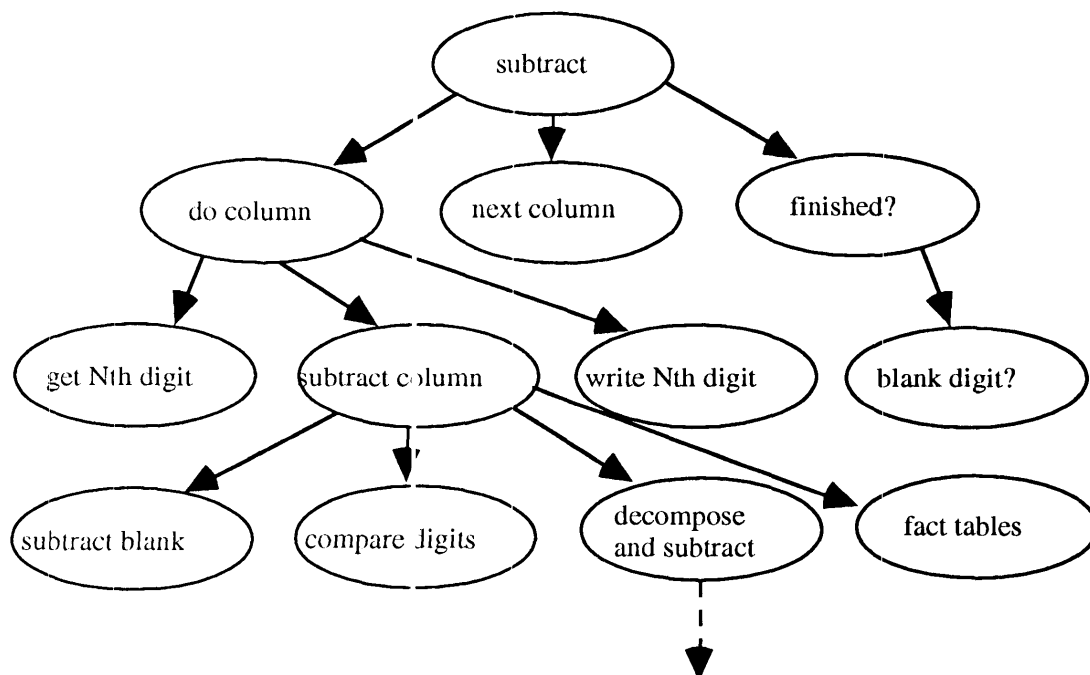 subtract
do column
next column
finished?
get Nth digit
subtract column
write Nth digit
blank digit?
subtract blank
compare digits
decompose
and subtract
fact tables